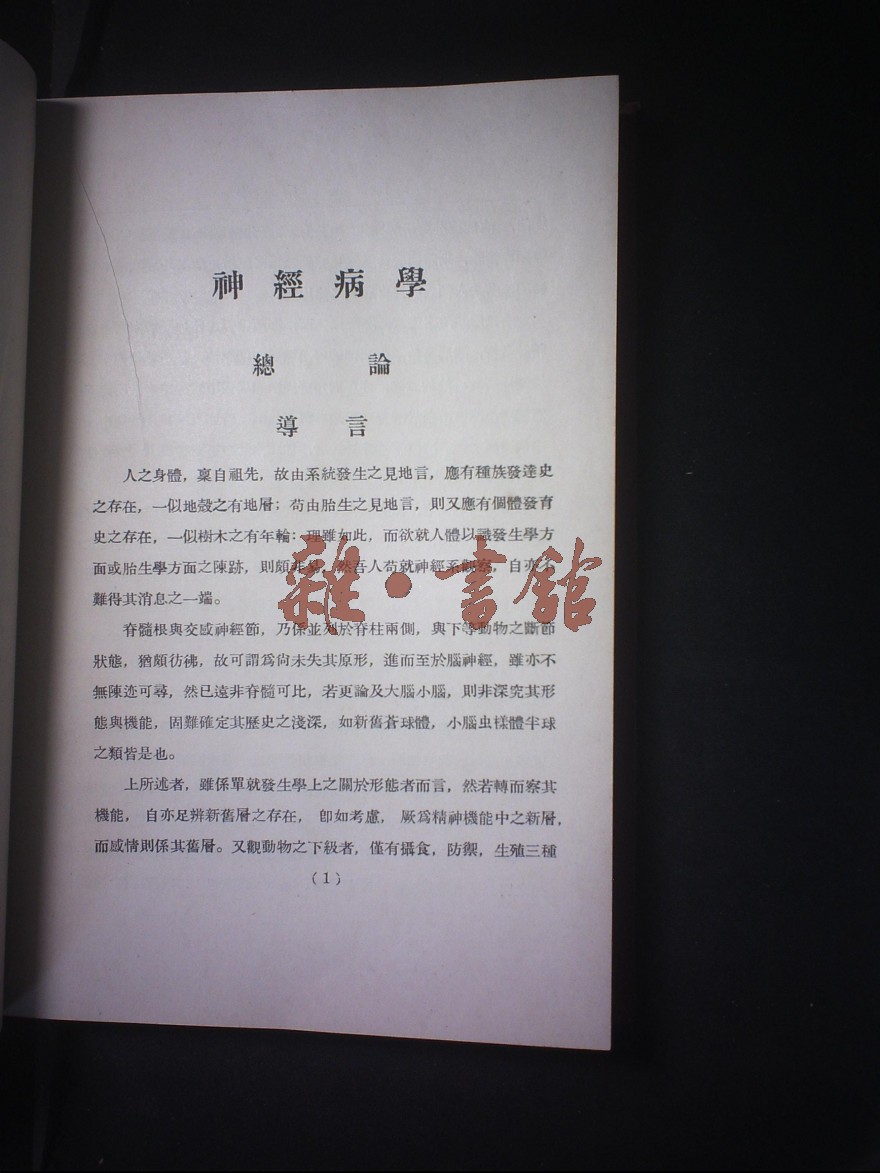 神經病學
總論
導言
人之身體，稟自祖先，故由系統發生之見地言，應有種族發達史
之存在，一似地殼之有地層；苟由胎生之見地言，則又應有個體發育
史之存在，一似樹木之有年輪：理雖如此，而欲就人體以識發生學方
面或胎生學方面之陳跡，則頗非易，然吾人苟就神經系，自亦不
難得其消息之一端。
雜·書館
脊髓根與交感神經節，乃係並列於脊柱兩側，與下等動物之斷節
狀態，猶頗彷彿，故可謂爲尙未失其原形，進而至於腦神經，雖亦不
無陳迹可尋，然已遠非脊髓可比，若更論及大腦小腦，則非深究其形
態與機能，固難確定其歷史之淺深，如新舊蒼球體，小腦虫樣體半球
之類皆是也。
上所述者，雖係單就發生學上之關於形態者而言，然若轉而察其
機能，自亦足辨新舊層之存在，卽如考慮，厥爲精神機能中之新層，
而感情則係其舊層。又觀動物之下級者，僅有攝食，防禦，生殖三種
(1)